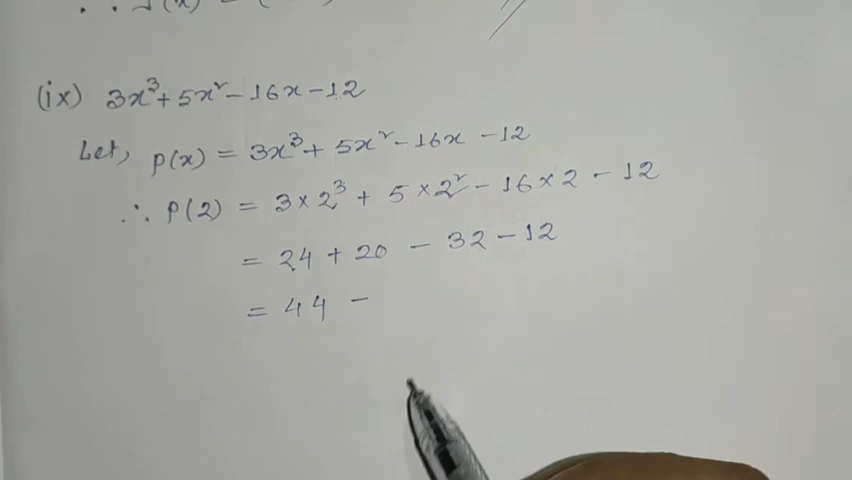 (ix) 3x³ + 5x² - 16x - 12
Let, p(x) = 3x³ + 5x² - 16x - 12
∴ p(2) = 3 × 2³ + 5 × 2² - 16 × 2 - 12
= 24 + 20 - 32 - 12
= 44 -